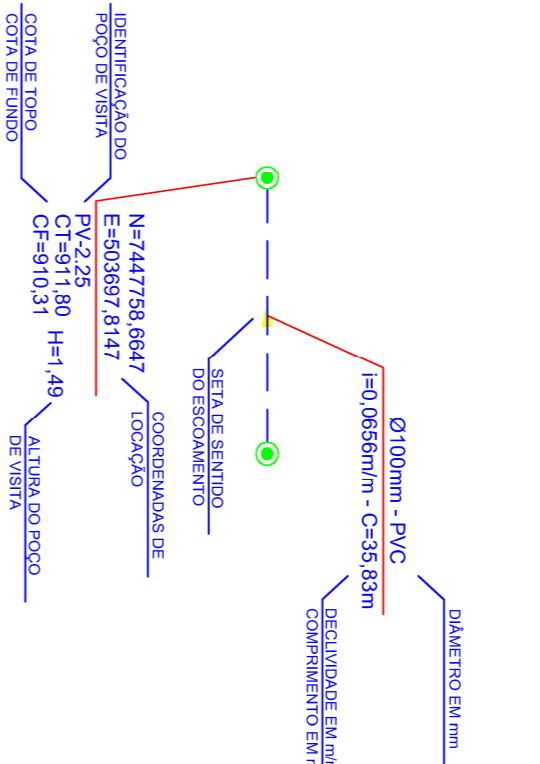 DIÂMETRO EM mm
Ø100mm - PVC
i=0,0656m/m - C=35,83m
DECLIVIDADE EM m/
COMPRIMENTO EM
SETA DE SENTIDO
DO ESCOAMENTO
COORDENADAS DE
LOCAÇÃO
N=7447758,6647
E=503697,8147
IDENTIFICAÇÃO DO
POÇO DE VISITA
PV-2.25
CT=911,80
CF=910,31
H=1,49
COTA DE TOPO
COTA DE FUNDO
ALTURA DO POÇO
DE VISITA